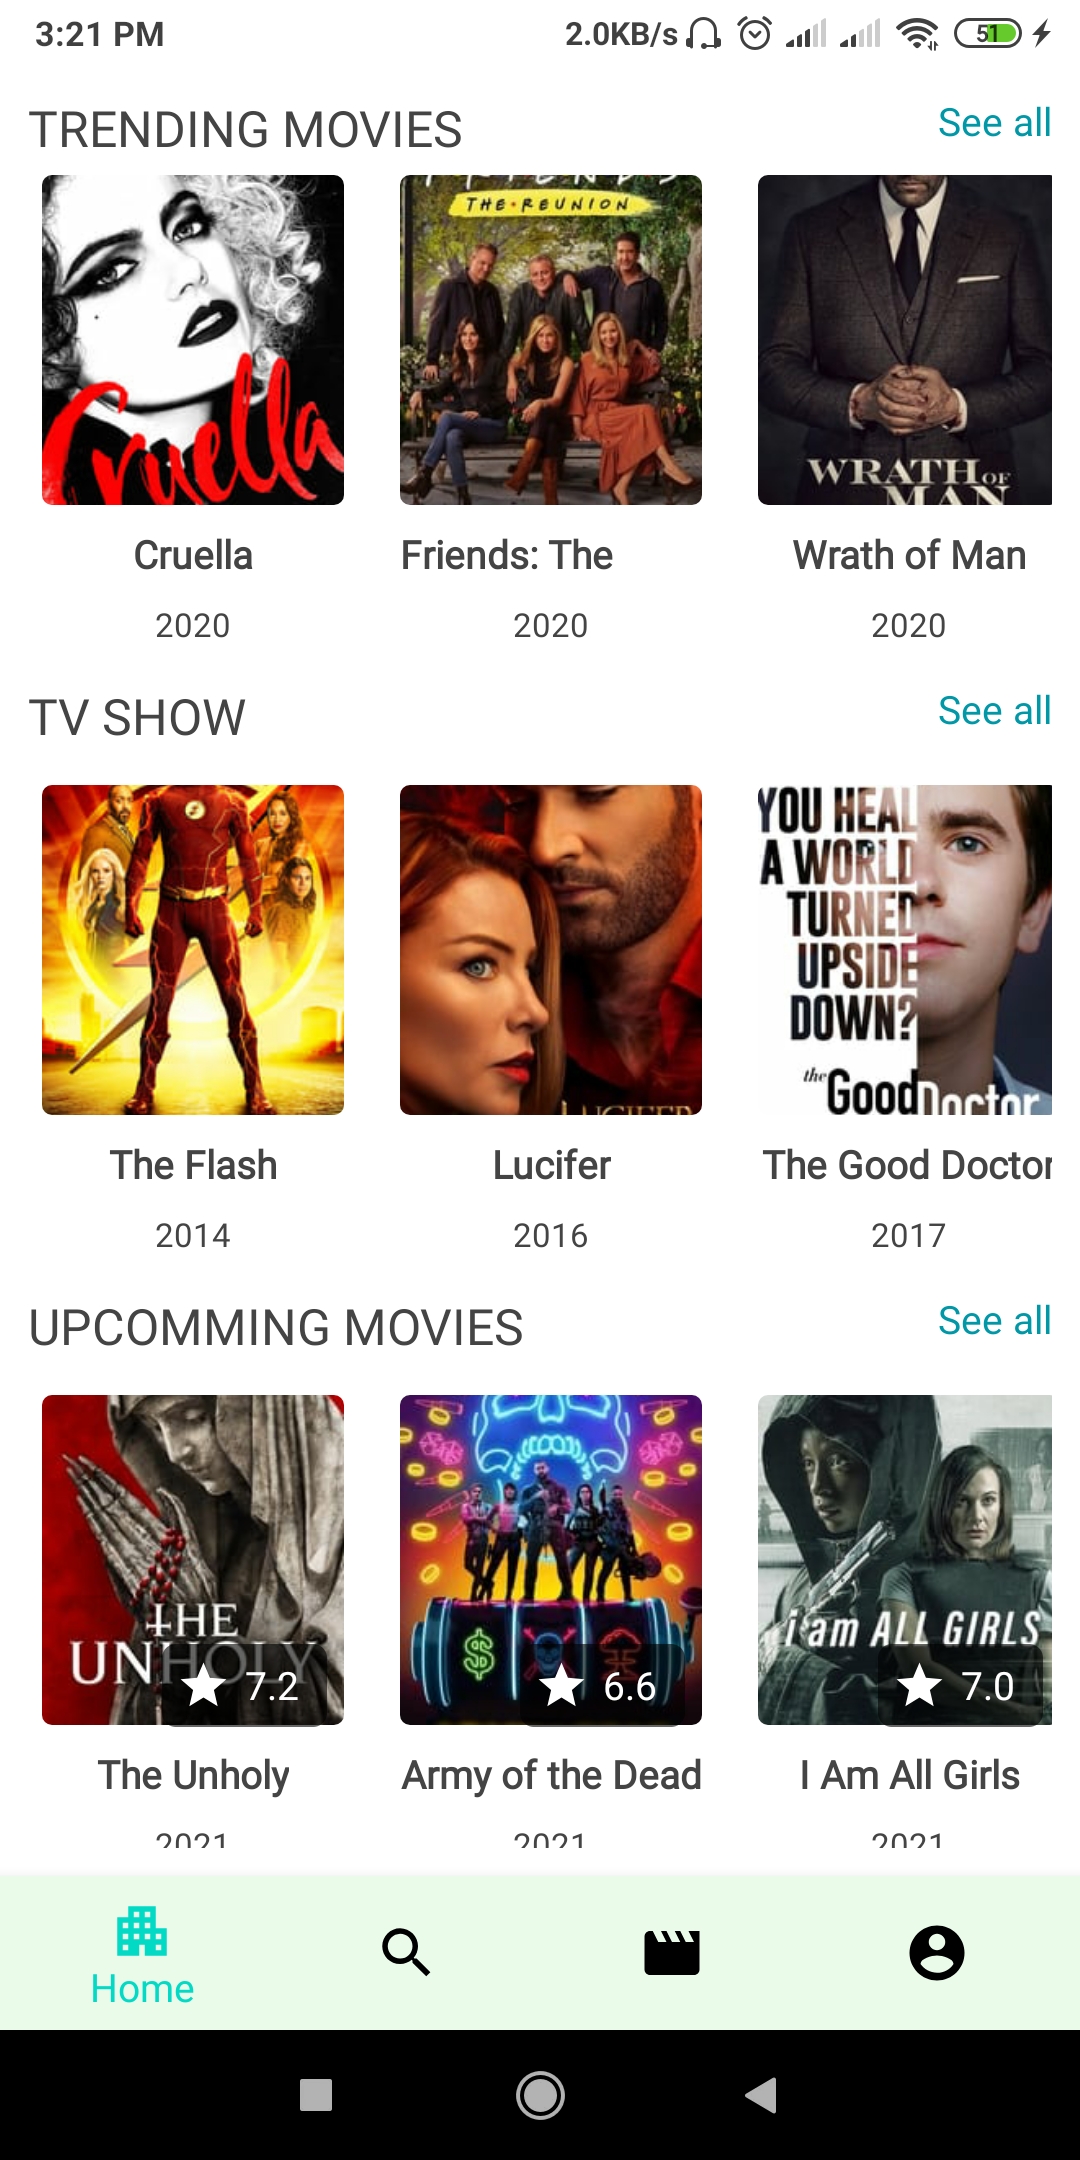 3:21 PM
2.0KB/s
51
TRENDING MOVIES
See all
FRIENDS
THE REUNION
Cruella
WRATH OF
MAN
Cruella
Friends: The
Wrath of Man
2020
2020
2020
TV SHOW
See all
YOU HEAL
A WORLD
TURNED
UPSIDE
DOWN?
the Good Doctor
LUCIFER
The Flash
Lucifer
The Good Doctor
2014
2016
2017
UPCOMMING MOVIES
See all
THE
UNHOLY
i am ALL GIRLS
$
7.2
6.6
7.0
The Unholy
Army of the Dead
I Am All Girls
2021
2021
2021
Home